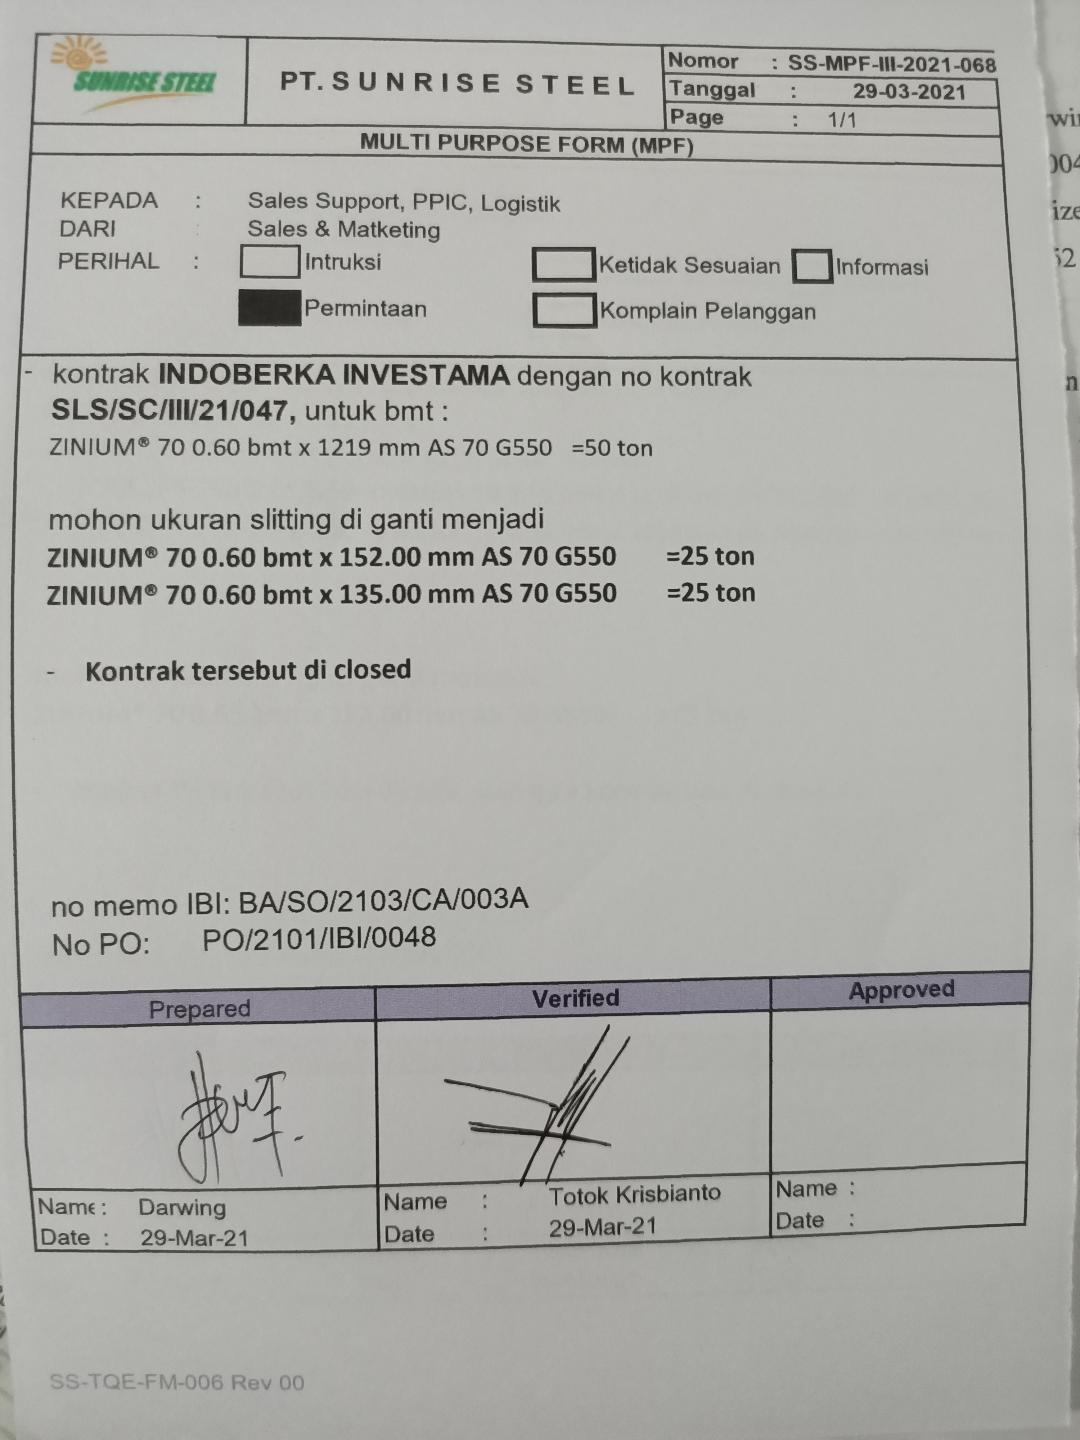 SUNRISE STEEL
PT. SUNRISE STEEL
Nomor : SS-MPF-III-2021-068
Tanggal : 29-03-2021
Page : 1/1
MULTI PURPOSE FORM (MPF)
KEPADA : Sales Support, PPIC, Logistik
DARI : Sales & Matketing
PERIHAL : Intruksi Ketidak Sesuaian Informasi
Permintaan Komplain Pelanggan
- kontrak INDOBERKA INVESTAMA dengan no kontrak
SLS/SC/III/21/047, untuk bmt :
ZINIUM® 70 0.60 bmt x 1219 mm AS 70 G550 =50 ton
mohon ukuran slitting di ganti menjadi
ZINIUM® 70 0.60 bmt x 152.00 mm AS 70 G550 =25 ton
ZINIUM® 70 0.60 bmt x 135.00 mm AS 70 G550 =25 ton
- Kontrak tersebut di closed
no memo IBI: BA/SO/2103/CA/003A
No PO: PO/2101/IBI/0048
Prepared Verified Approved
Name : Darwing Name : Totok Krisbianto Name :
Date : 29-Mar-21 Date : 29-Mar-21 Date :
SS-TQE-FM-006 Rev 00